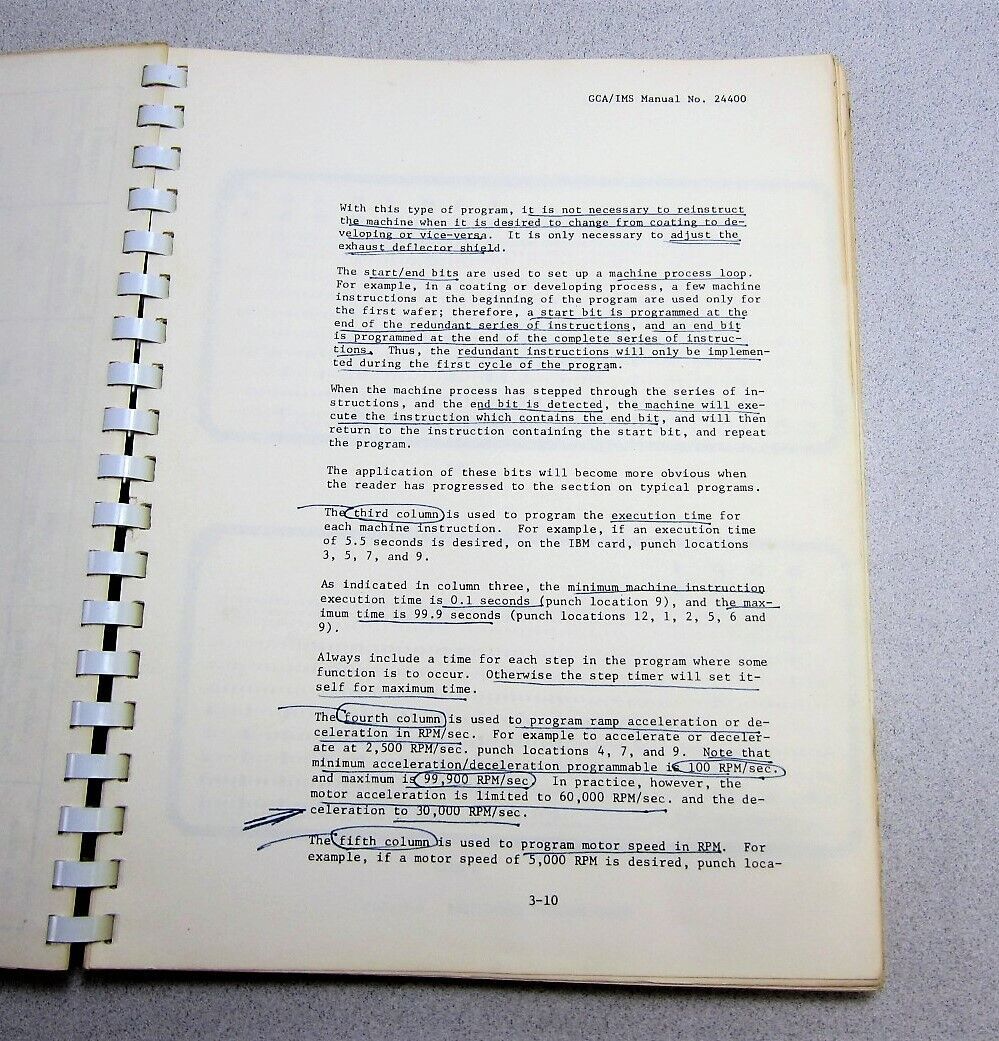 GCA/IMS Manual No. 24400
With this type of program, it is not necessary to reinstruct
the machine when it is desired to change from coating to de-
veloping or vice-versa. It is only necessary to adjust the
exhaust deflector shield.
The start/end bits are used to set up a machine process loop.
For example, in a coating or developing process, a few machine
instructions at the beginning of the program are used only for
the first wafer; therefore, a start bit is programmed at the
end of the redundant series of instructions, and an end bit
is programmed at the end of the complete series of instruc-
tions. Thus, the redundant instructions will only be implemen-
ted during the first cycle of the program.
When the machine process has stepped through the series of in-
structions, and the end bit is detected, the machine will exe-
cute the instruction which contains the end bit, and will then
return to the instruction containing the start bit, and repeat
the program.
The application of these bits will become more obvious when
the reader has progressed to the section on typical programs.
The third column is used to program the execution time for
each machine instruction. For example, if an execution time
of 5.5 seconds is desired, on the IBM card, punch locations
3, 5, 7, and 9.
As indicated in column three, the minimum machine instruction
execution time is 0.1 seconds (punch location 9), and the max-
imum time is 99.9 seconds (punch locations 12, 1, 2, 5, 6 and
9).
Always include a time for each step in the program where some
function is to occur. Otherwise the step timer will set it-
self for maximum time.
The fourth column is used to program ramp acceleration or de-
celeration in RPM/sec. For example to accelerate or deceler-
ate at 2,500 RPM/sec. punch locations 4, 7, and 9. Note that
minimum acceleration/deceleration programmable is 100 RPM/sec.
and maximum is 99,900 RPM/sec. In practice, however, the
motor acceleration is limited to 60,000 RPM/sec. and the de-
celeration to 30,000 RPM/sec.
The fifth column is used to program motor speed in RPM. For
example, if a motor speed of 5,000 RPM is desired, punch loca-
3-10